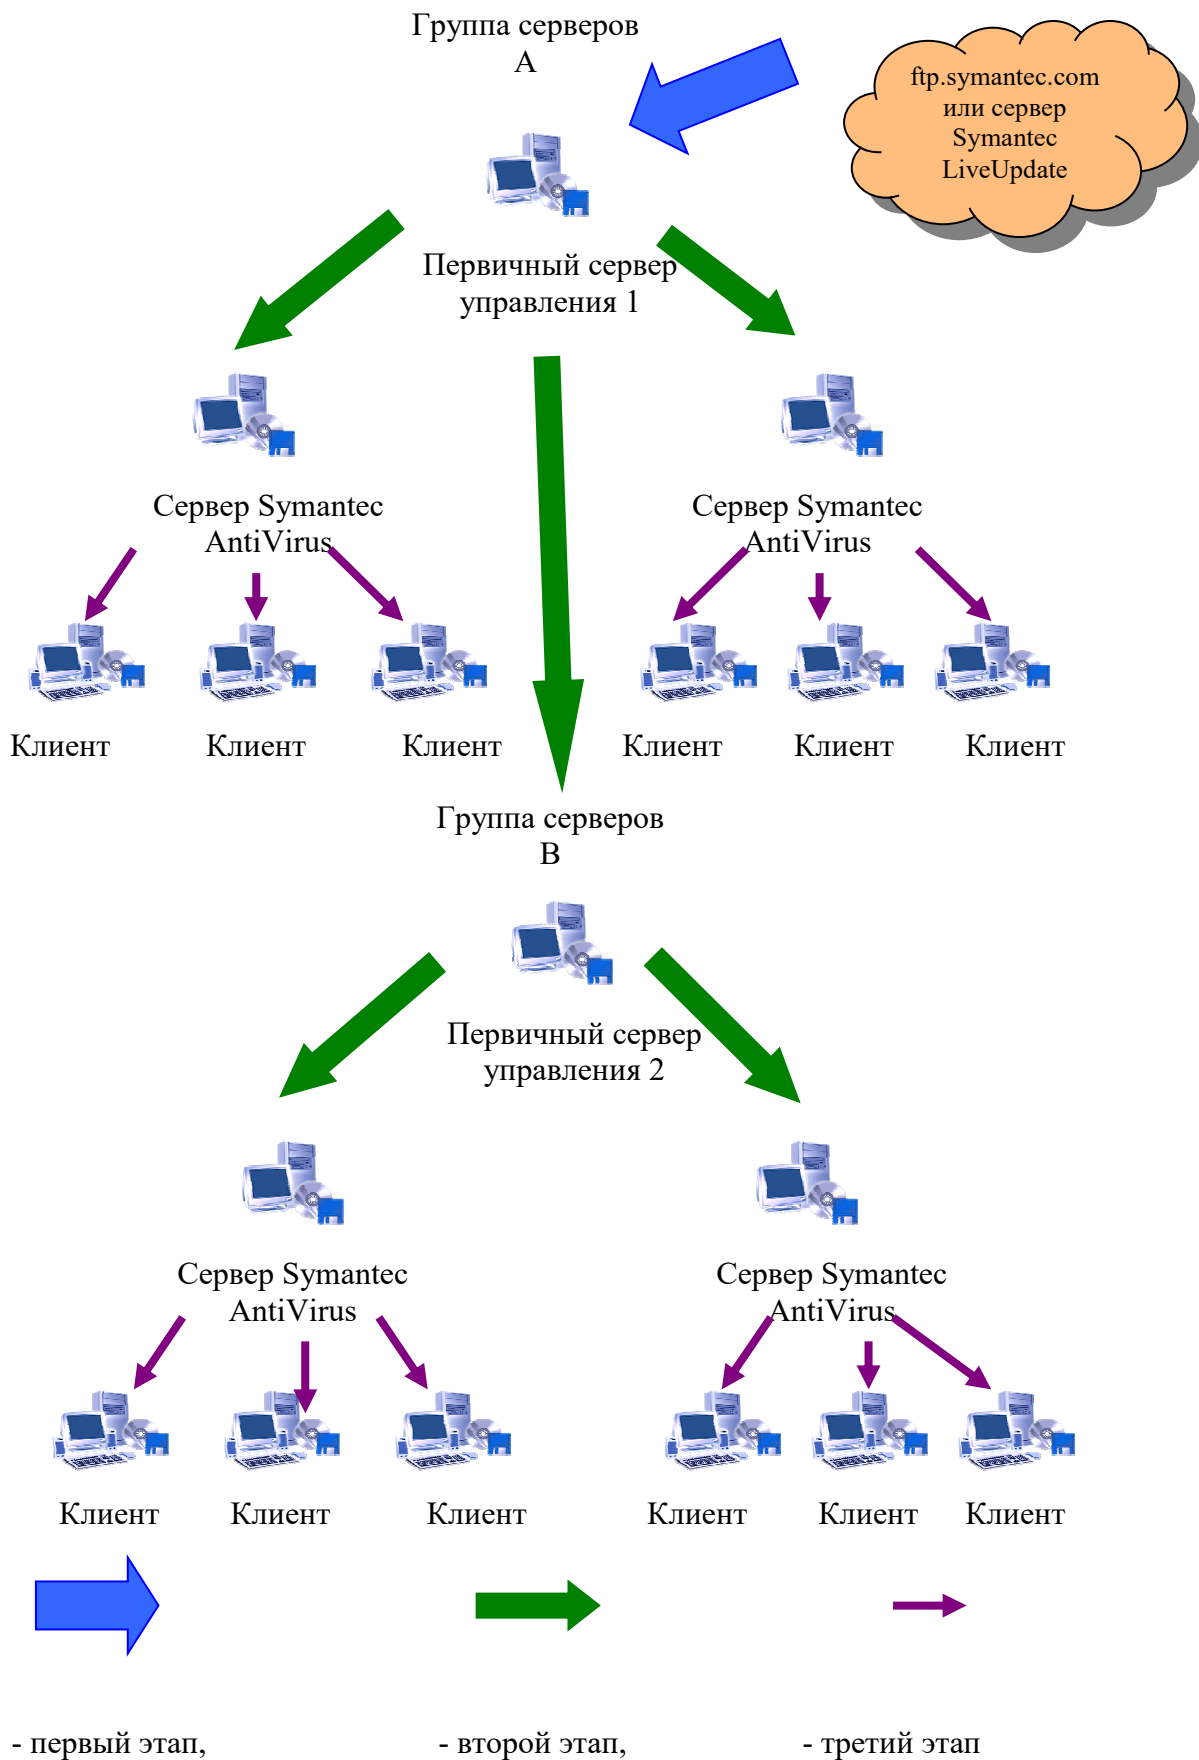 Группа серверов
А
ftp.symantec.com
или сервер
Symantec
LiveUpdate
Первичный сервер
управления 1
Сервер Symantec
AntiVirus
Сервер Symantec
AntiVirus
Клиент
Клиент
Клиент
Клиент
Клиент
Клиент
Группа серверов
В
Первичный сервер
управления 2
Сервер Symantec
AntiVirus
Сервер Symantec
AntiVirus
Клиент
Клиент
Клиент
Клиент
Клиент
Клиент
- первый этап,
- второй этап,
- третий этап